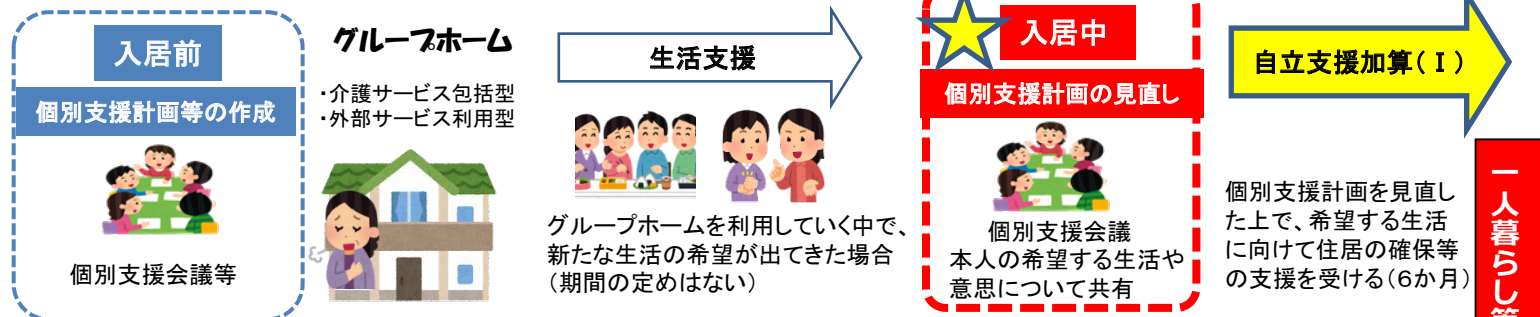 入居前
個別支援計画等の作成
個別支援会議等
グループホーム
・介護サービス包括型
・外部サービス利用型
生活支援
グループホームを利用していく中で、
新たな生活の希望が出てきた場合
(期間の定めはない)
入居中
個別支援計画の見直し
個別支援会議
本人の希望する生活や
意思について共有
自立支援加算(Ⅰ)
個別支援計画を見直し
た上で、希望する生活
に向けて住居の確保等
の支援を受ける(6か月)
一人暮らし等